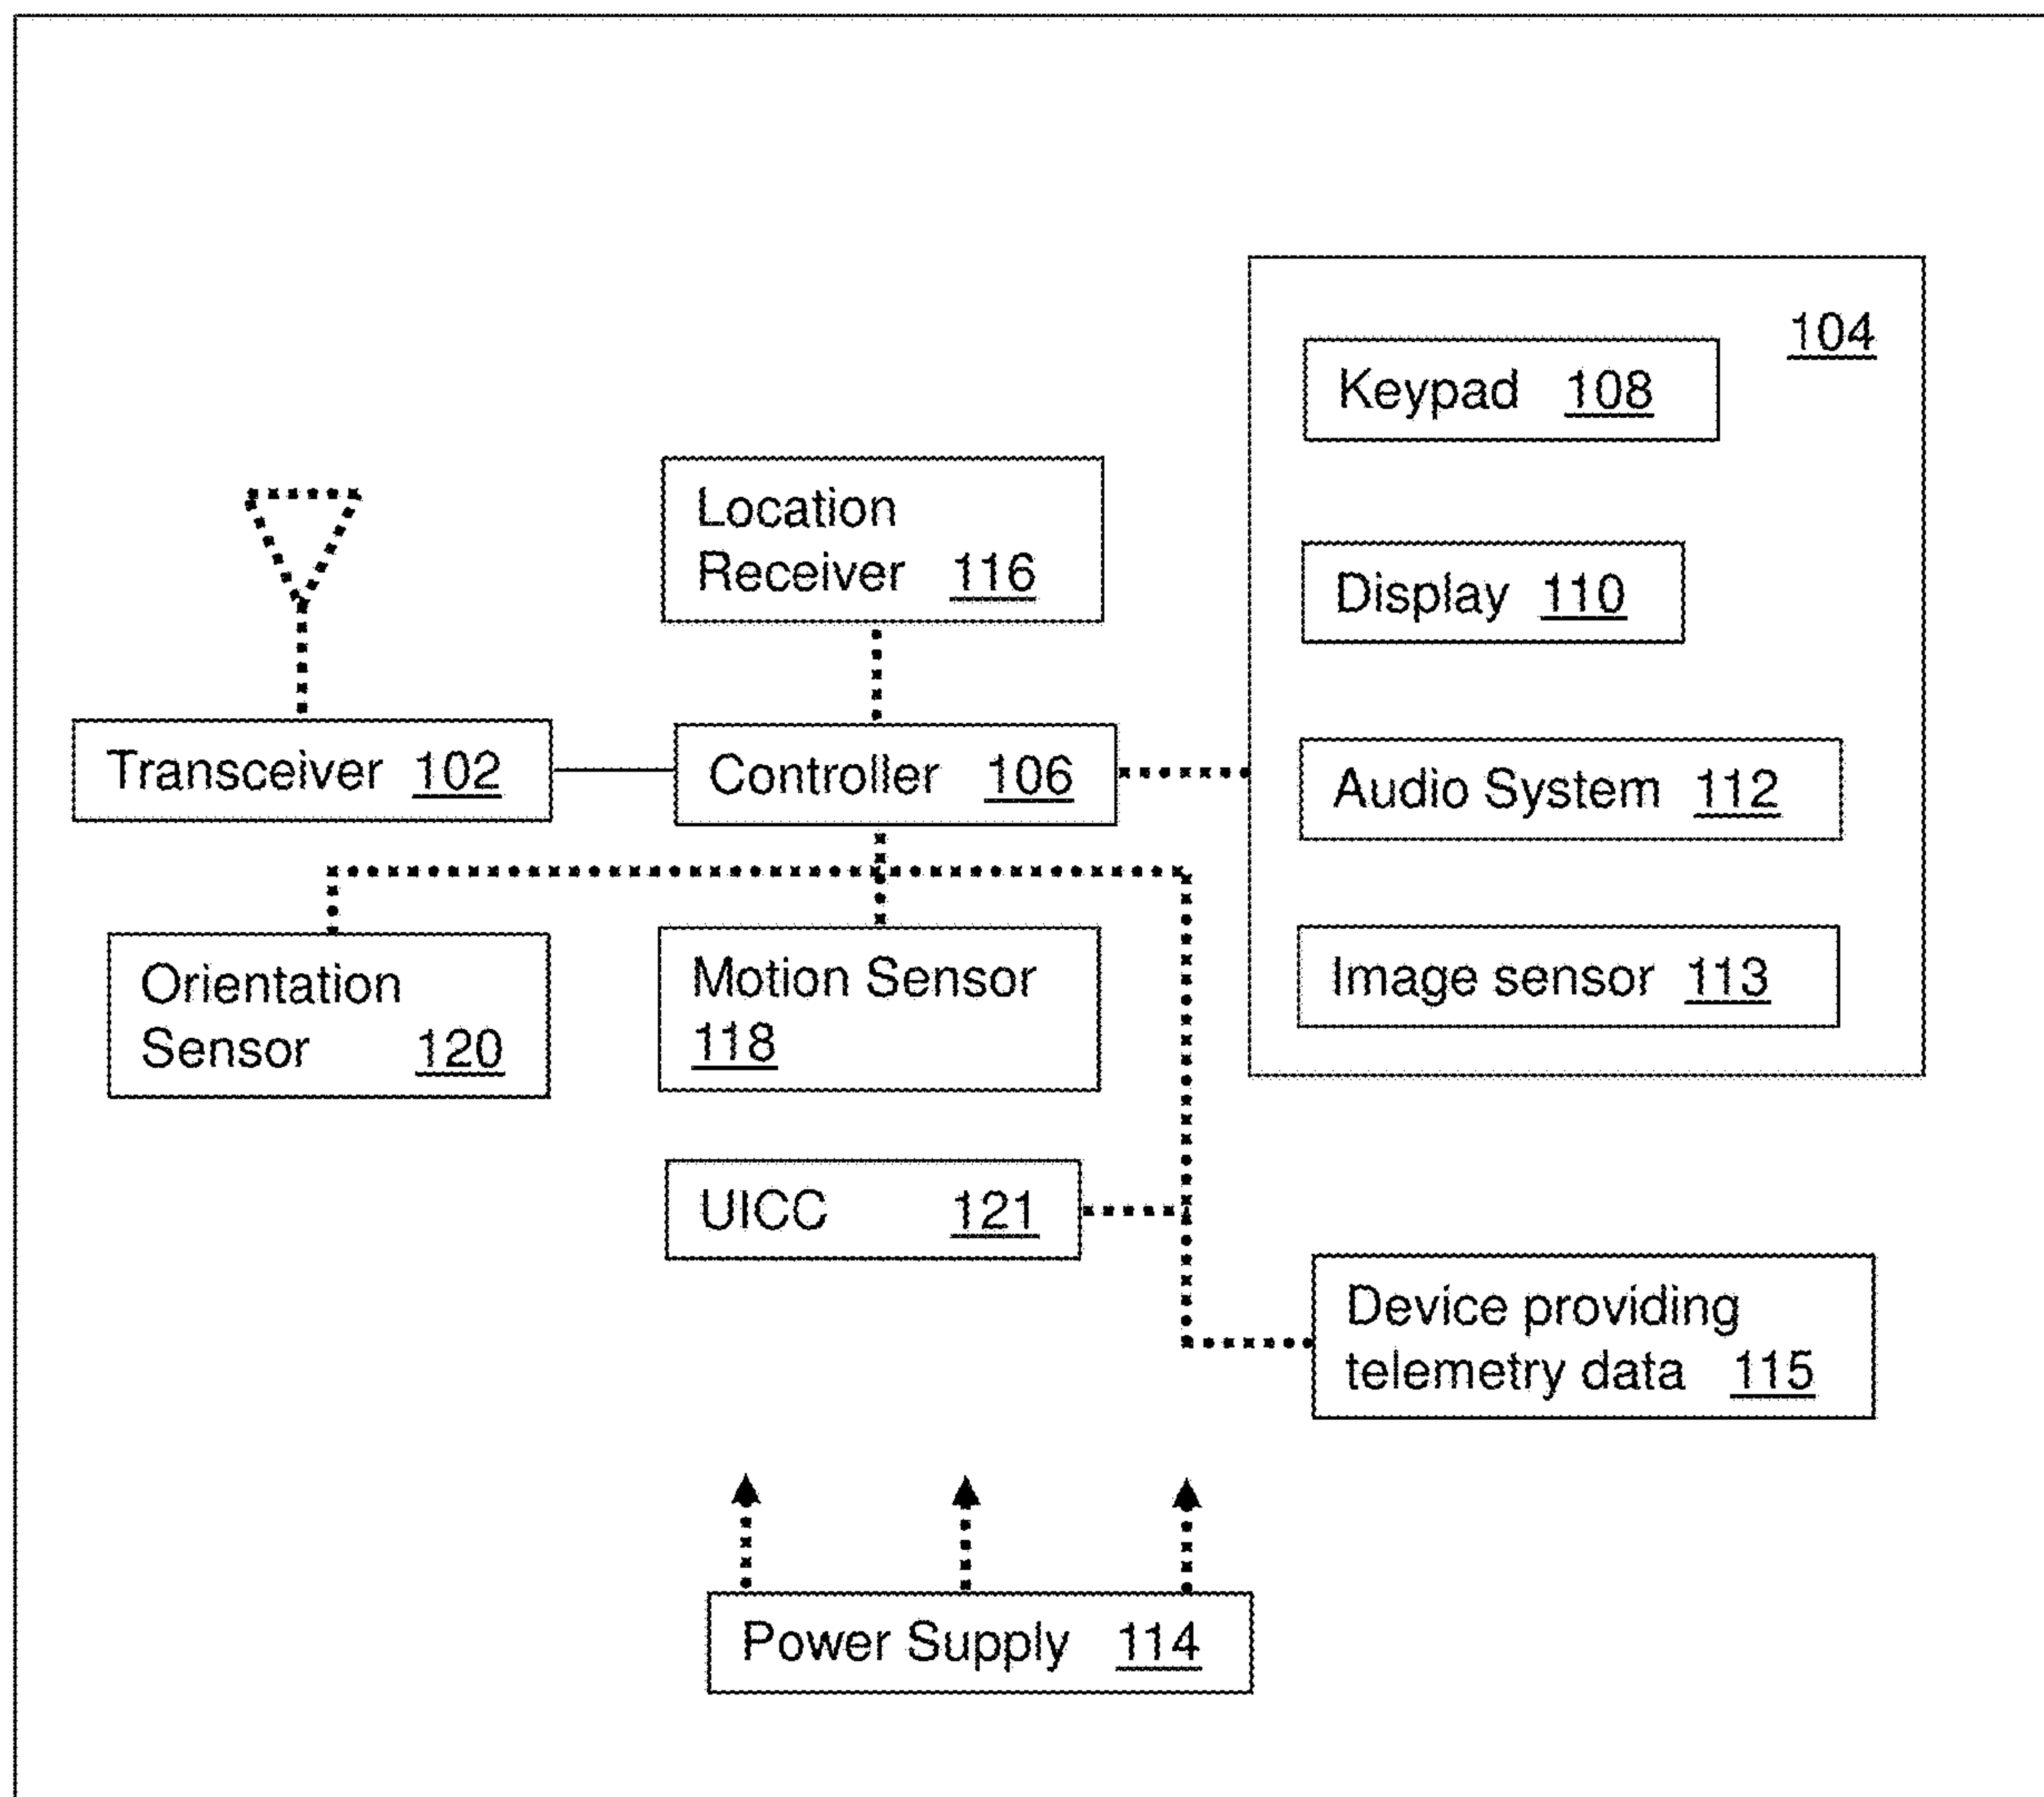 104
Keypad 108
Location
Receiver 116
Display 110
Transceiver 102
Controller 106
Audio System 112
Orientation
Sensor 120
Motion Sensor
118
Image sensor 113
UICC 121
Device providing
telemetry data 115
Power Supply 114